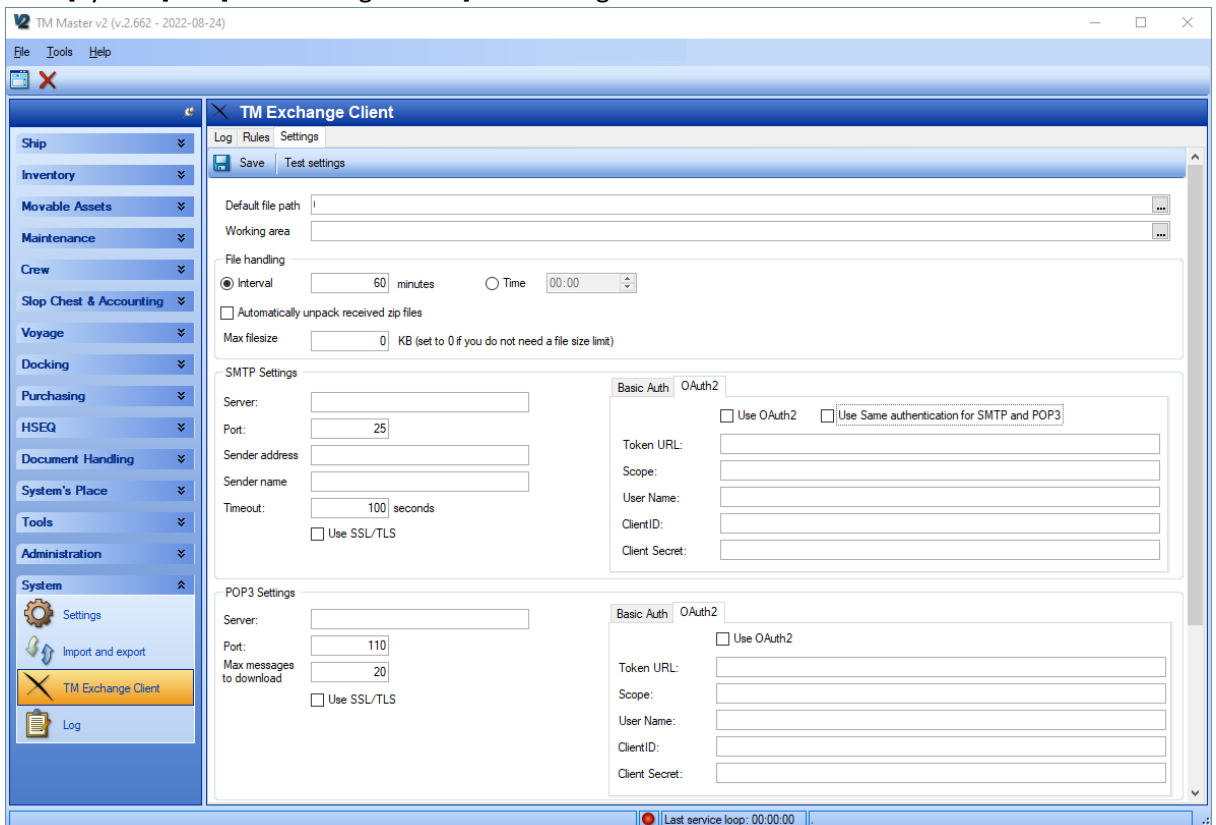 TM Master v2 (v.2.662 - 2022-08-24)
File Tools Help
TM Exchange Client
Log Rules Settings
Save Test settings
Ship
Inventory
Movable Assets
Maintenance
Crew
Slop Chest & Accounting
Voyage
Docking
Purchasing
HSEQ
Document Handling
System's Place
Tools
Administration
System
Settings
Import and export
TM Exchange Client
Log
Default file path
...
Working area
...
File handling
Interval 60 minutes Time 00:00
Automatically unpack received zip files
Max filesize 0 KB (set to 0 if you do not need a file size limit)
SMTP Settings
Server:
Port: 25
Sender address
Sender name
Timeout: 100 seconds
Use SSL/TLS
Basic Auth OAuth2
Use OAuth2 Use Same authentication for SMTP and POP3
Token URL:
Scope:
User Name:
ClientID:
Client Secret:
POP3 Settings
Server:
Port: 110
Max messages
to download 20
Use SSL/TLS
Basic Auth OAuth2
Use OAuth2
Token URL:
Scope:
User Name:
ClientID:
Client Secret:
Last service loop: 00:00:00